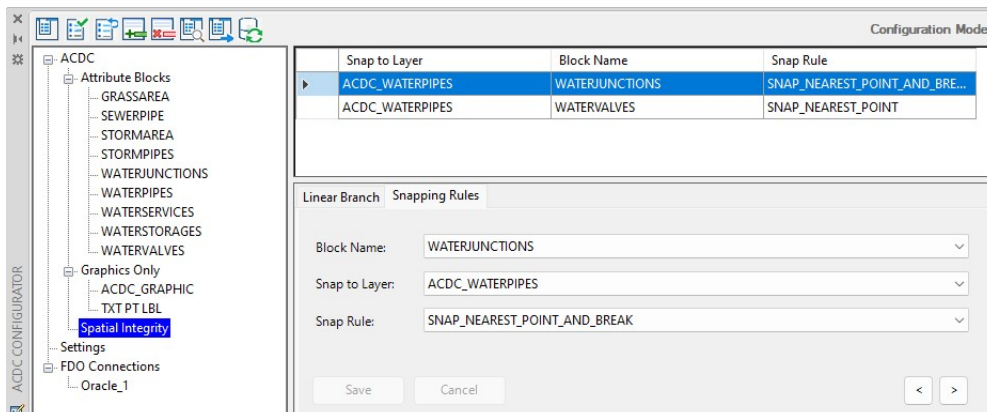 Configuration Mode
ACDC
Attribute Blocks
GRASSAREA
SEWERPIPE
STORMAREA
STORMPIPES
WATERJUNCTIONS
WATERPIPES
WATERSERVICES
WATERSTORAGES
WATERVALVES
Graphics Only
ACDC_GRAPHIC
TXT PT LBL
Spatial Integrity
Settings
FDO Connections
Oracle_1
ACDC CONFIGURATOR
Snap to Layer Block Name Snap Rule
ACDC_WATERPIPES WATERJUNCTIONS SNAP_NEAREST_POINT_AND_BRE...
ACDC_WATERPIPES WATERVALVES SNAP_NEAREST_POINT
Linear Branch Snapping Rules
Block Name: WATERJUNCTIONS
Snap to Layer: ACDC_WATERPIPES
Snap Rule: SNAP_NEAREST_POINT_AND_BREAK
Save Cancel < >